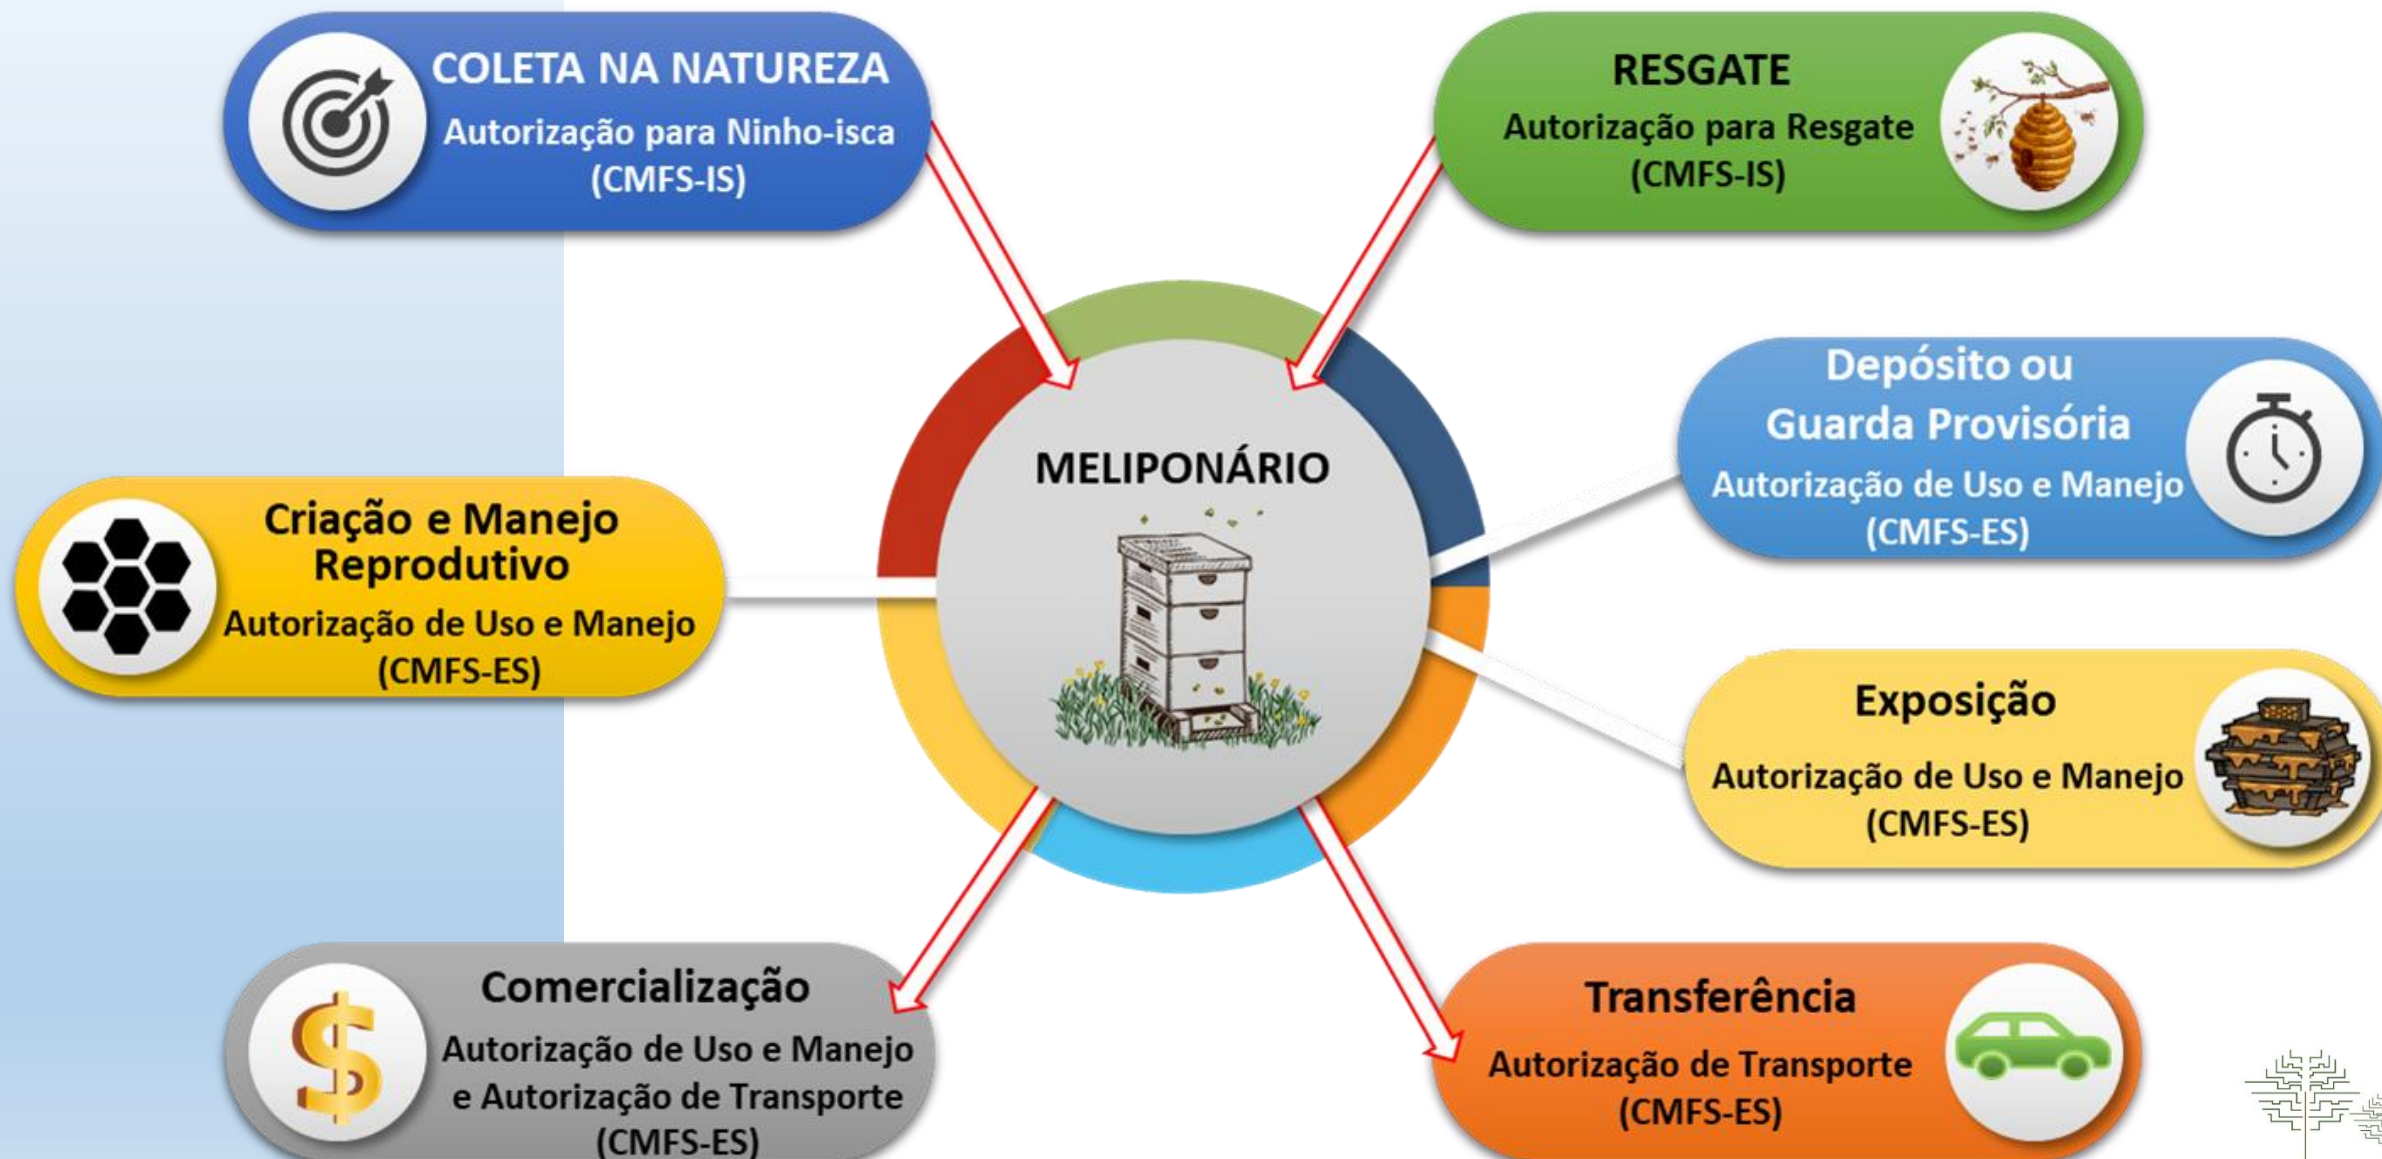 COLETA NA NATUREZA
Autorização para Ninho-isca
(CMFS-IS)
RESGATE
Autorização para Resgate
(CMFS-IS)
Depósito ou
Guarda Provisória
Autorização de Uso e Manejo
(CMFS-ES)
MELIPONÁRIO
Criação e Manejo
Reprodutivo
Autorização de Uso e Manejo
(CMFS-ES)
Exposição
Autorização de Uso e Manejo
(CMFS-ES)
Comercialização
Autorização de Uso e Manejo
e Autorização de Transporte
(CMFS-ES)
Transferência
Autorização de Transporte
(CMFS-ES)